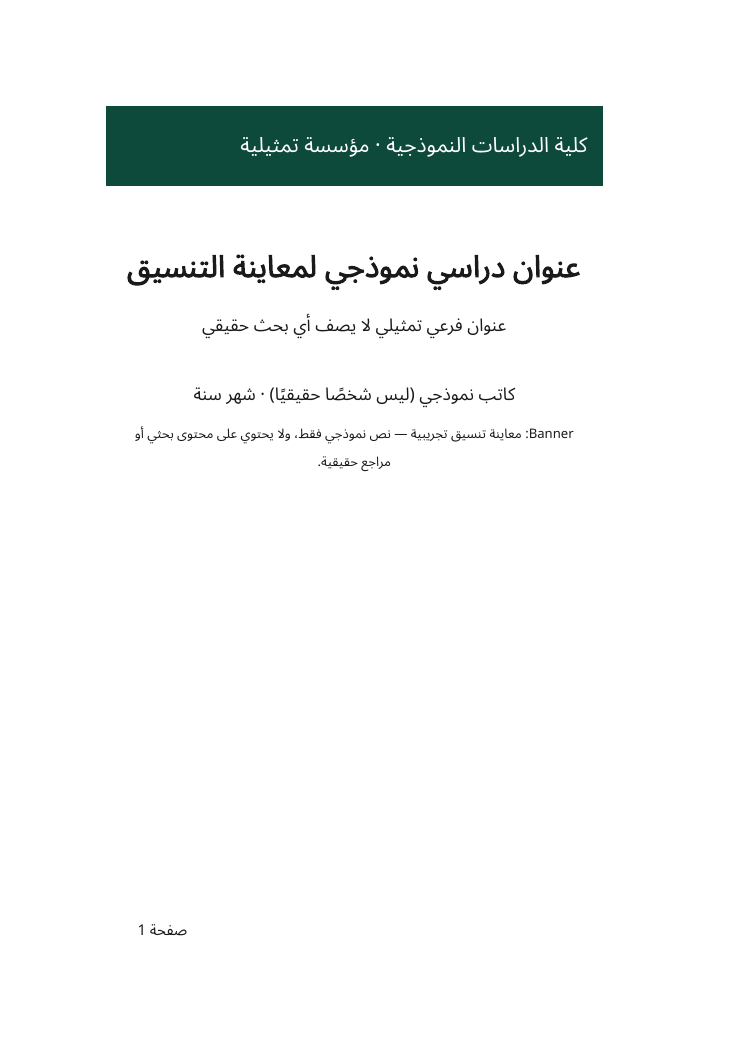 كلية الدراسات النموذجية · مؤسسة تمثيلية
عنوان دراسي نموذجي لمعاينة التنسيق
عنوان فرعي تمثيلي لا يصف أي بحث حقيقي
كاتب نموذجي (ليس شخصًا حقيقيًا) · شهر سنة
Banner: معاينة تنسيق تجريبية — نص نموذجي فقط، ولا يحتوي على محتوى بحثي أو
مراجع حقيقية.
صفحة 1